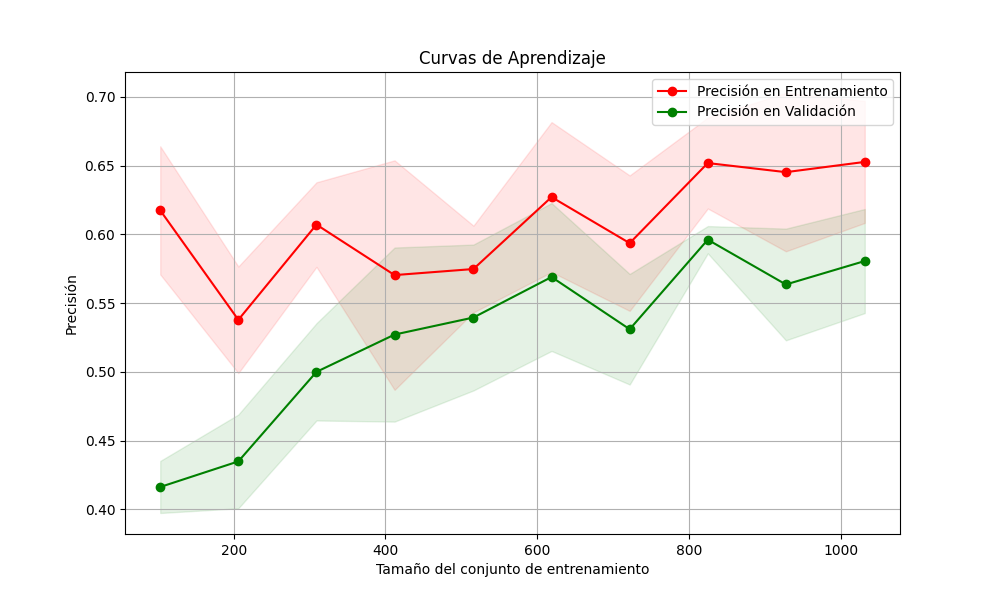 Curvas de Aprendizaje
Precisión en Entrenamiento
Precisión en Validación
Precisión
0.70
0.65
0.60
0.55
0.50
0.45
0.40
200
400
600
800
1000
Tamaño del conjunto de entrenamiento